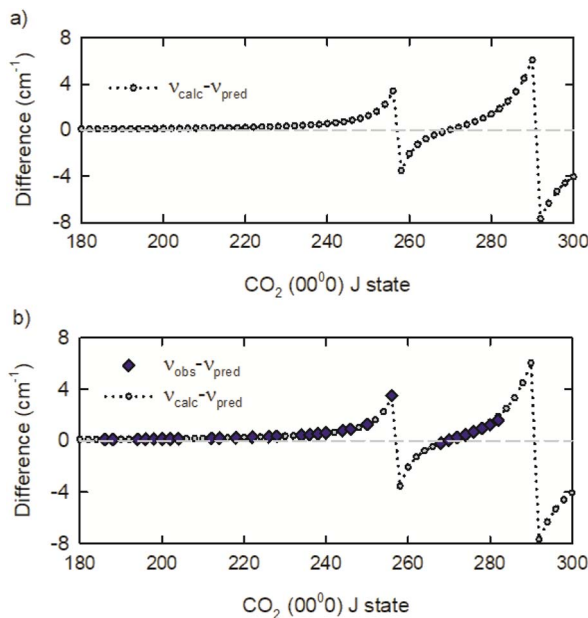 a)
8
4
0
-4
-8
Difference (cm⁻¹)
ν_calc-ν_pred
180 200 220 240 260 280 300
CO₂ (00⁰0) J state
b)
8
4
0
-4
-8
Difference (cm⁻¹)
ν_obs-ν_pred
ν_calc-ν_pred
180 200 220 240 260 280 300
CO₂ (00⁰0) J state